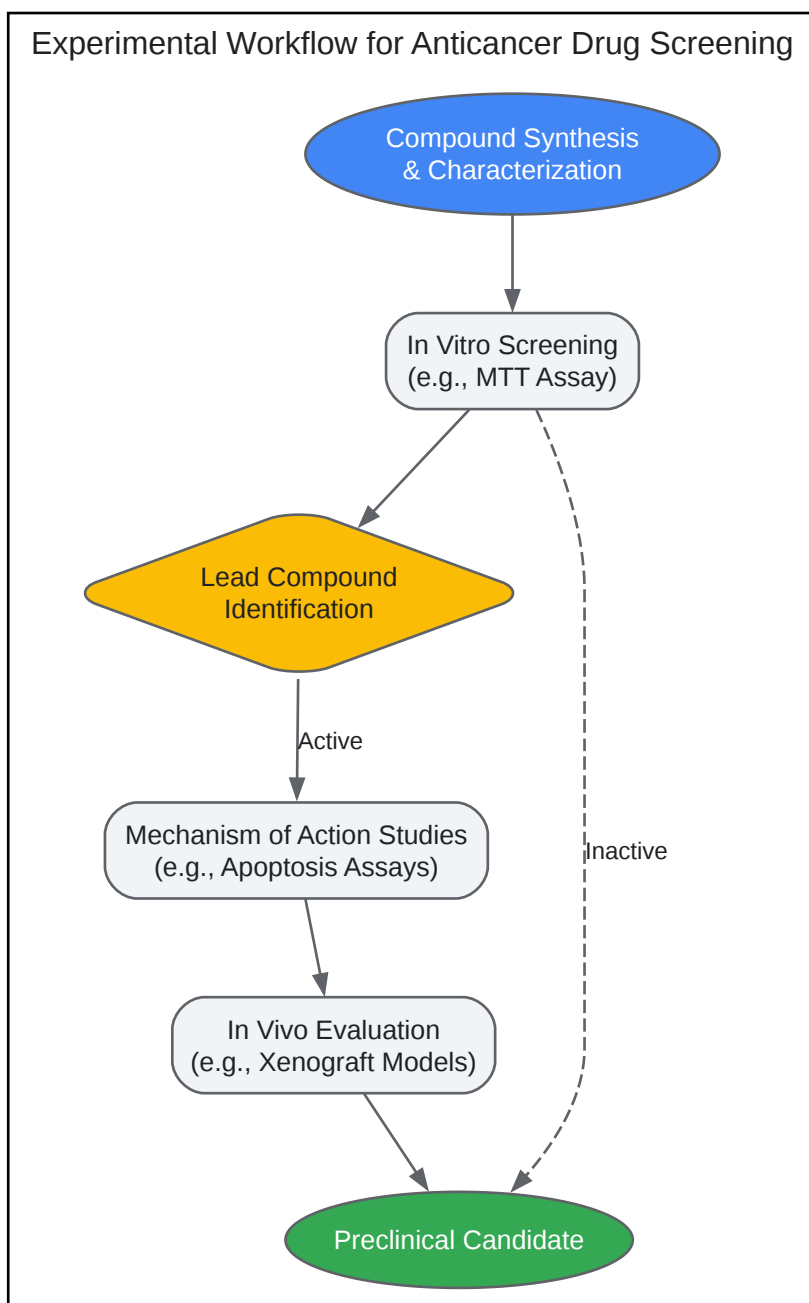 Experimental Workflow for Anticancer Drug Screening
Compound Synthesis
& Characterization
In Vitro Screening
(e.g., MTT Assay)
Lead Compound
Identification
Active
Mechanism of Action Studies
(e.g., Apoptosis Assays)
Inactive
In Vivo Evaluation
(e.g., Xenograft Models)
Preclinical Candidate